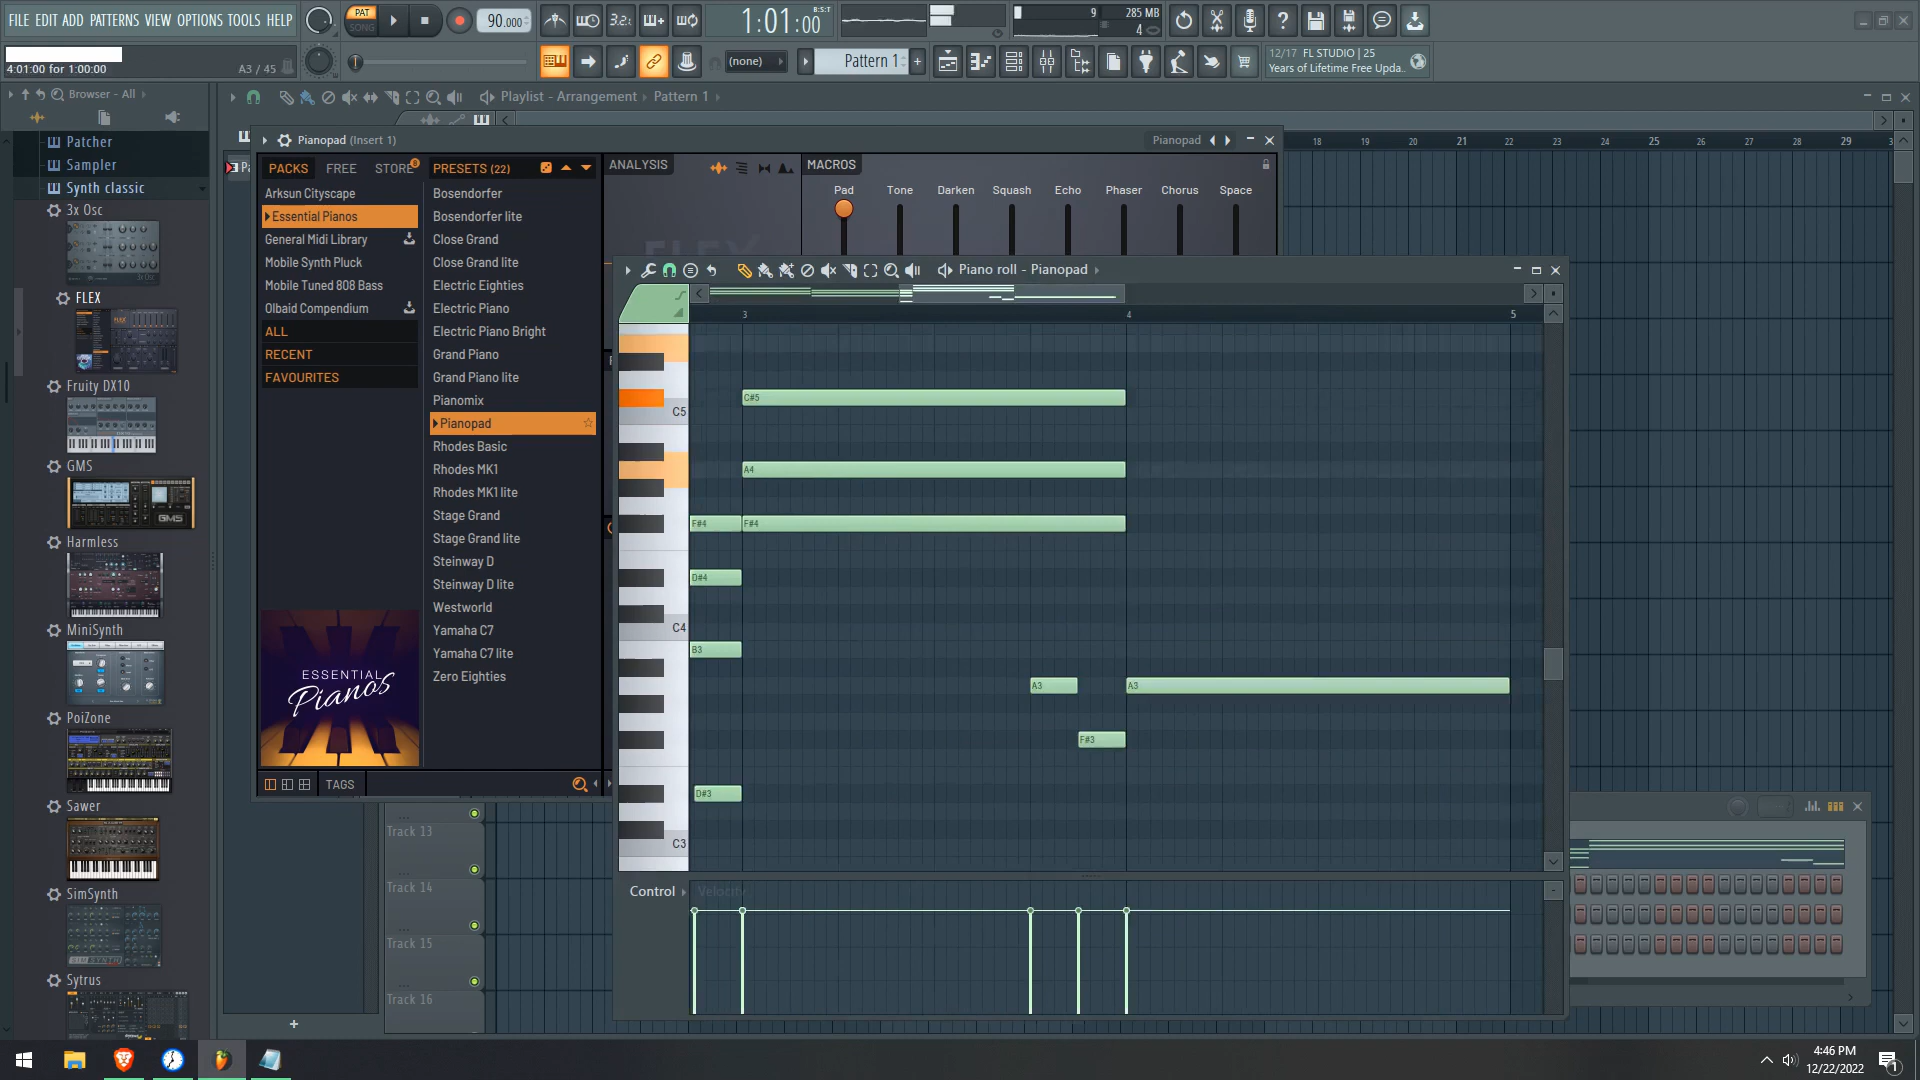 FILE EDIT ADD PATTERNS VIEW OPTIONS TOOLS HELP
PAT
SONG
90.000
3.2.
1:01:00
B:S:T
9
285 MB
4
4:01:00 for 1:00:00
A3 / 45
(none)
Pattern 1
+
12/17 FL STUDIO | 25
Years of Lifetime Free Upda..
Browser - All
Playlist - Arrangement
Pattern 1
Patcher
Sampler
Synth classic
3x Osc
FLEX
Fruity DX10
GMS
Harmless
MiniSynth
PoiZone
Sawer
SimSynth
Sytrus
Pianopad (Insert 1)
Pianopad
PACKS
FREE
STORE
8
PRESETS (22)
ANALYSIS
MACROS
Arksun Cityscape
Essential Pianos
General Midi Library
Mobile Synth Pluck
Mobile Tuned 808 Bass
Olbaid Compendium
ALL
RECENT
FAVOURITES
Bosendorfer
Bosendorfer lite
Close Grand
Close Grand lite
Electric Eighties
Electric Piano
Electric Piano Bright
Grand Piano
Grand Piano lite
Pianomix
Pianopad
Rhodes Basic
Rhodes MK1
Rhodes MK1 lite
Stage Grand
Stage Grand lite
Steinway D
Steinway D lite
Westworld
Yamaha C7
Yamaha C7 lite
Zero Eighties
Pad
Tone
Darken
Squash
Echo
Phaser
Chorus
Space
FLEX
ESSENTIAL
Pianos
TAGS
17 18 19 20 21 22 23 24 25 26 27 28 29
Piano roll - Pianopad
3
4
5
C5
C4
C3
C#5
A4
F#4
F#4
D#4
B3
A3
A3
F#3
D#3
Control
Velocity
Track 13
Track 14
Track 15
Track 16
+
4:46 PM
12/22/2022
1